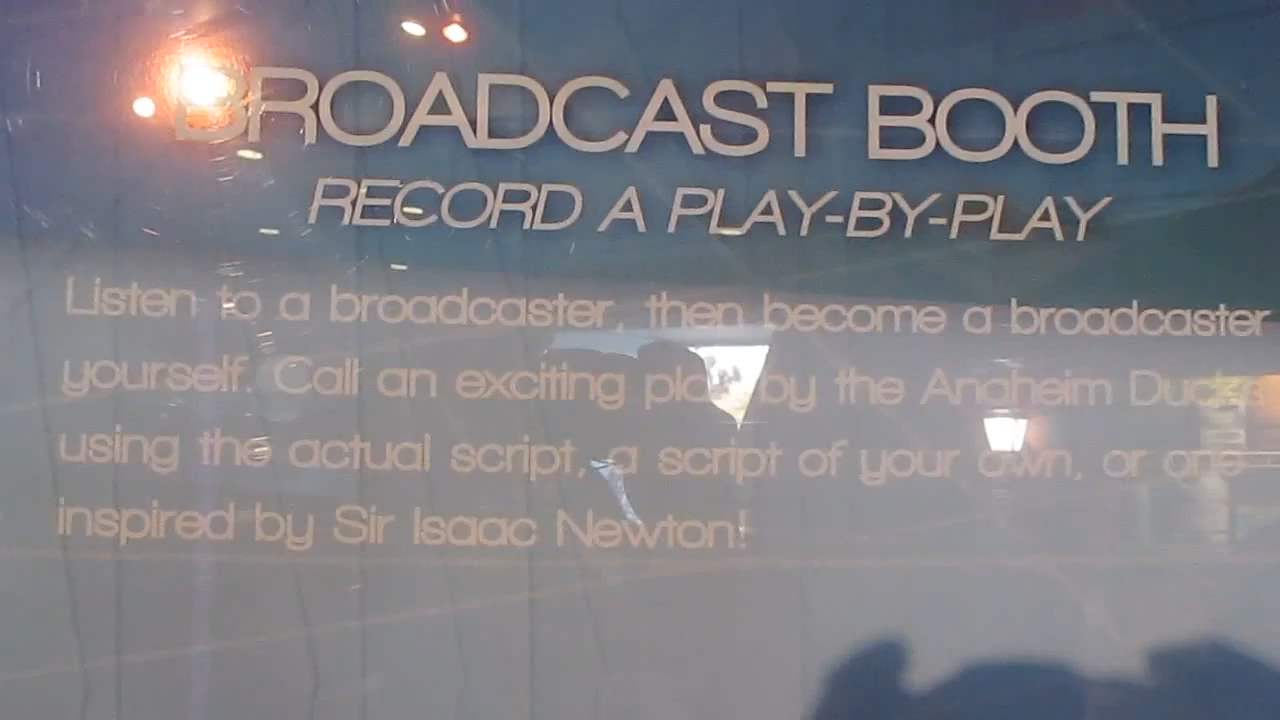 BROADCAST BOOTH
RECORD A PLAY-BY-PLAY
Listen to a broadcaster, then become a broadcaster
yourself. Call an exciting play by the Anaheim Ducks
using the actual script, a script of your own, or one
inspired by Sir Isaac Newton!